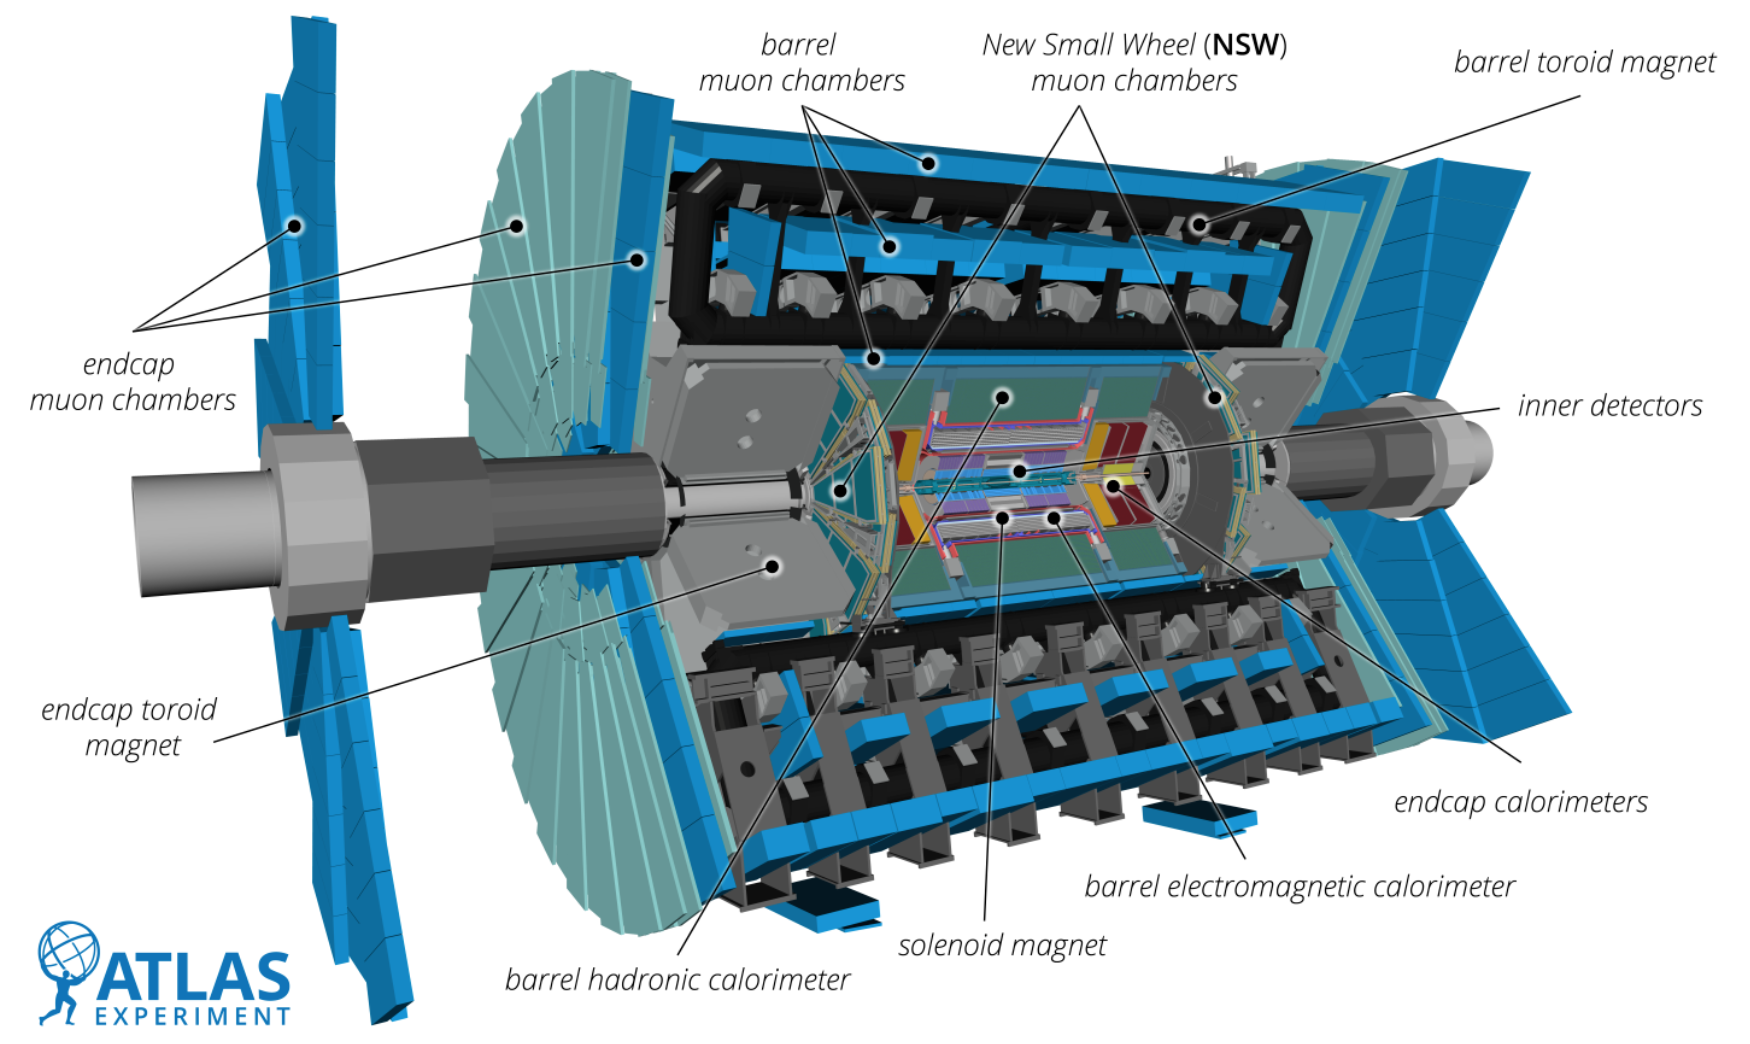 barrel
muon chambers
New Small Wheel (NSW)
muon chambers
barrel toroid magnet
endcap
muon chambers
inner detectors
endcap toroid
magnet
endcap calorimeters
barrel electromagnetic calorimeter
solenoid magnet
barrel hadronic calorimeter
ATLAS
EXPERIMENT